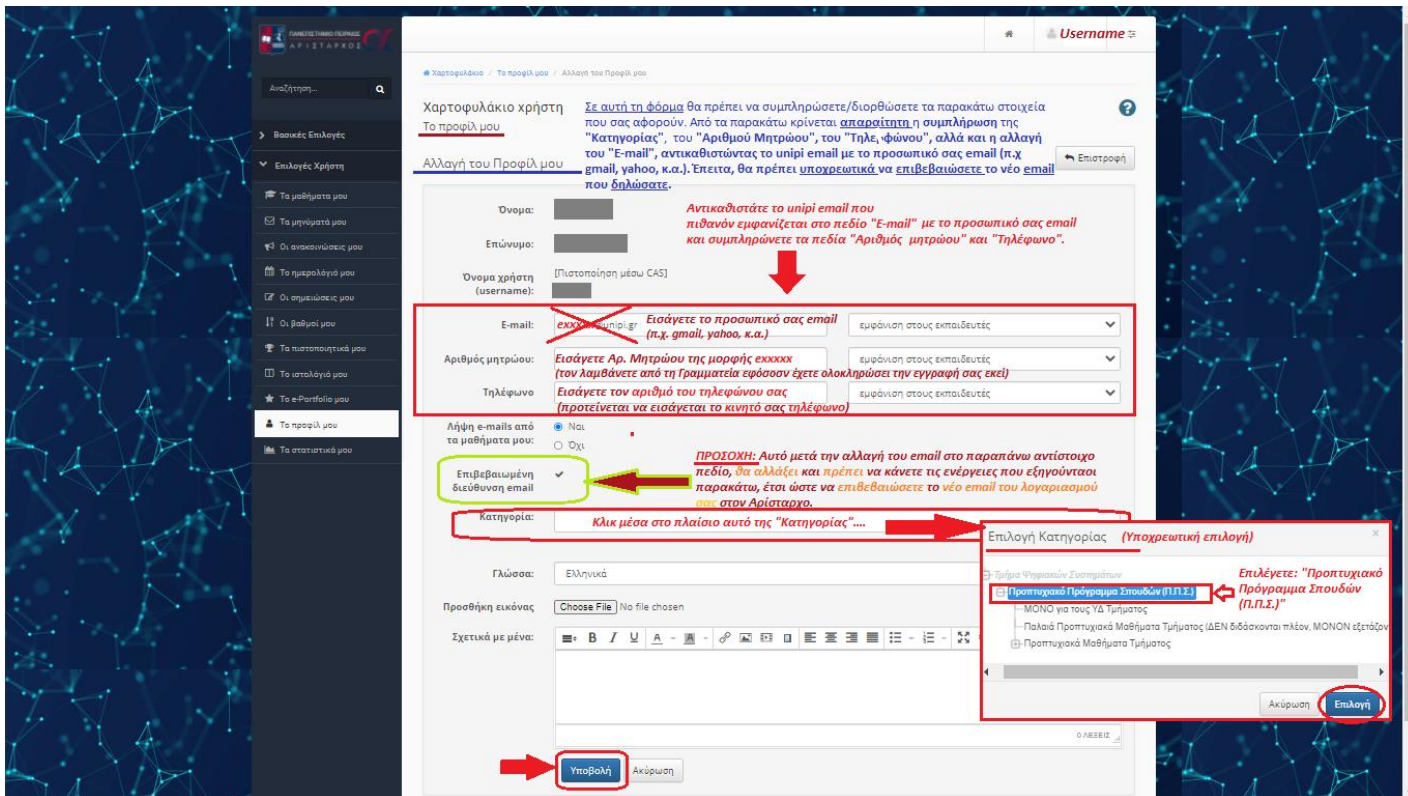 ΠΑΝΕΠΙΣΤΗΜΙΟ ΠΕΙΡΑΙΩΣ
ΑΡΙΣΤΑΡΧΟΣ
Username
Αναζήτηση...
Χαρτοφυλάκιο / Το προφίλ μου / Αλλαγή του Προφίλ μου
Χαρτοφυλάκιο χρήστη
Το προφίλ μου
Σε αυτή τη φόρμα θα πρέπει να συμπληρώσετε/διορθώσετε τα παρακάτω στοιχεία
που σας αφορούν. Από τα παρακάτω κρίνεται απαραίτητη η συμπλήρωση της
"Κατηγορίας", του "Αριθμού Μητρώου", του "Τηλεφώνου", αλλά και η αλλαγή
του "E-mail", αντικαθιστώντας το unipi email με το προσωπικό σας email (π.χ
gmail, yahoo, κ.α.). Έπειτα, θα πρέπει υποχρεωτικά να επιβεβαιώσετε το νέο email
που δηλώσατε.
Αλλαγή του Προφίλ μου
Επιστροφή
Βασικές Επιλογές
Επιλογές Χρήστη
Τα μαθήματα μου
Τα μηνύματά μου
Οι ανακοινώσεις μου
Το ημερολόγιό μου
Οι σημειώσεις μου
Οι βαθμοί μου
Τα πιστοποιητικά μου
Το ιστολόγιό μου
Το e-Portfolio μου
Το προφίλ μου
Τα στατιστικά μου
Όνομα:
Αντικαθιστάτε το unipi email που
πιθανόν εμφανίζεται στο πεδίο "E-mail" με το προσωπικό σας email
και συμπληρώνετε τα πεδία "Αριθμός μητρώου" και "Τηλέφωνο".
Επώνυμο:
Όνομα χρήστη
(username):
[Πιστοποίηση μέσω CAS]
E-mail:
unipi.gr
Εισάγετε το προσωπικό σας email
(π.χ. gmail, yahoo, κ.α.)
εμφάνιση στους εκπαιδευτές
Αριθμός μητρώου:
Εισάγετε Αρ. Μητρώου της μορφής exxxxx
(τον λαμβάνετε από τη Γραμματεία εφόσον έχετε ολοκληρώσει την εγγραφή σας εκεί)
εμφάνιση στους εκπαιδευτές
Τηλέφωνο
Εισάγετε τον αριθμό του τηλεφώνου σας
(προτείνεται να εισάγεται το κινητό σας τηλέφωνο)
εμφάνιση στους εκπαιδευτές
Λήψη e-mails από
τα μαθήματα μου:
Ναι
Όχι
Επιβεβαιωμένη
διεύθυνση email
ΠΡΟΣΟΧΗ: Αυτό μετά την αλλαγή του email στο παραπάνω αντίστοιχο
πεδίο, θα αλλάξει και πρέπει να κάνετε τις ενέργειες που εξηγούνταοι
παρακάτω, έτσι ώστε να επιβεβαιώσετε το νέο email του λογαριασμού
σας στον Αρίσταρχο.
Κατηγορία:
Κλικ μέσα στο πλαίσιο αυτό της "Κατηγορίας"....
Επιλογή Κατηγορίας (Υποχρεωτική επιλογή)
×
Τμήμα Ψηφιακών Συστημάτων
Προπτυχιακό Πρόγραμμα Σπουδών (Π.Π.Σ.)
ΜΟΝΟ για τους ΥΔ Τμήματος
Παλαιά Προπτυχιακά Μαθήματα Τμήματος (ΔΕΝ διδάσκονται πλέον, ΜΟΝΟΝ εξετάζον
Προπτυχιακά Μαθήματα Τμήματος
Επιλέγετε: "Προπτυχιακό
Πρόγραμμα Σπουδών
(Π.Π.Σ.)"
Ακύρωση
Επιλογή
Γλώσσα:
Ελληνικά
Προσθήκη εικόνας
Choose File No file chosen
Σχετικά με μένα:
B I U A A
0 ΛΕΞΕΙΣ
Υποβολή
Ακύρωση